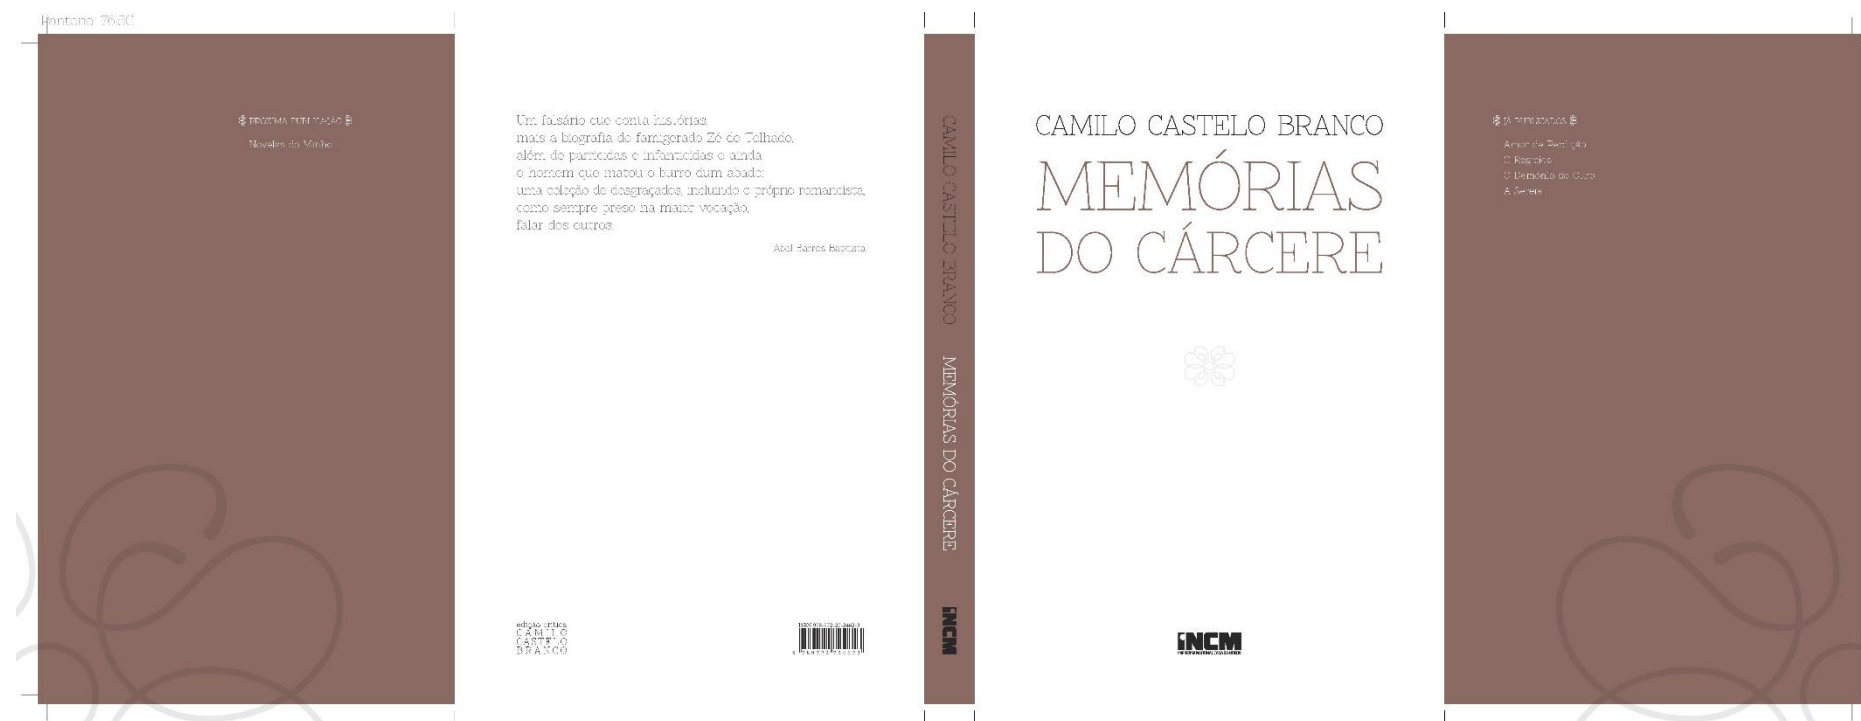 Pantone 7630
PRÓXIMA PUBLICAÇÃO
Novelas do Minho
Um falsário que conta histórias,
mais a biografia do famigerado Zé do Telhado,
além de parricidas e infanticidas e ainda
o homem que matou o burro dum abade:
uma coleção de desgraçados, incluindo o próprio romancista,
como sempre preso na maior vocação,
falar dos outros.
Abel Barros Baptista
edição crítica
CAMILO
CASTELO
BRANCO
CAMILO CASTELO BRANCO MEMÓRIAS DO CÁRCERE
INCM
CAMILO CASTELO BRANCO
MEMÓRIAS
DO CÁRCERE
INCM
JÁ PUBLICADOS
Amor de Perdição
O Regicida
O Demónio do Ouro
A Sereia